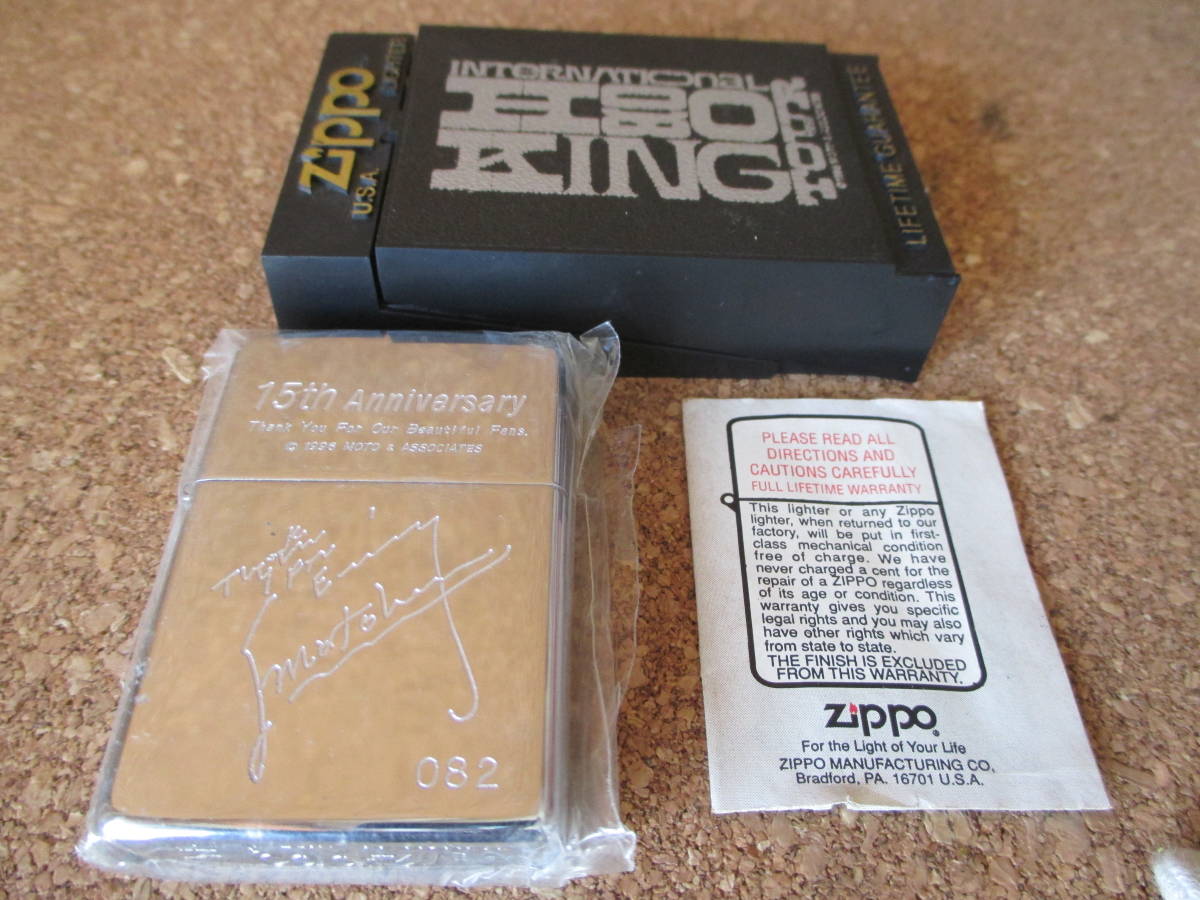 Zippo
U.S.A.
INTERNATIONAL
KING
TOUR
LIFETIME GUARANTEE
15th Anniversary
Thank You For Our Beautiful Fans.
© 1996 MOTO & ASSOCIATES
082
PLEASE READ ALL
DIRECTIONS AND
CAUTIONS CAREFULLY
FULL LIFETIME WARRANTY
This lighter or any Zippo
lighter, when returned to our
factory, will be put in first-
class mechanical condition
free of charge. We have
never charged a cent for the
repair of a ZIPPO regardless
of its age or condition. This
warranty gives you specific
legal rights and you may also
have other rights which vary
from state to state.
THE FINISH IS EXCLUDED
FROM THIS WARRANTY.
Zippo®
For the Light of Your Life
ZIPPO MANUFACTURING CO.
Bradford, PA. 16701 U.S.A.